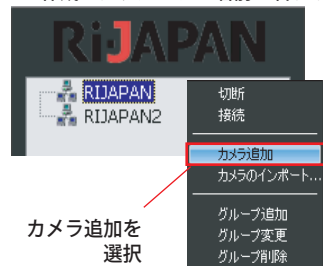 RiJAPAN
RIJAPAN
RIJAPAN2
切断
接続
カメラ追加
カメラのインポート...
グループ追加
グループ変更
グループ削除
カメラ追加を
選択